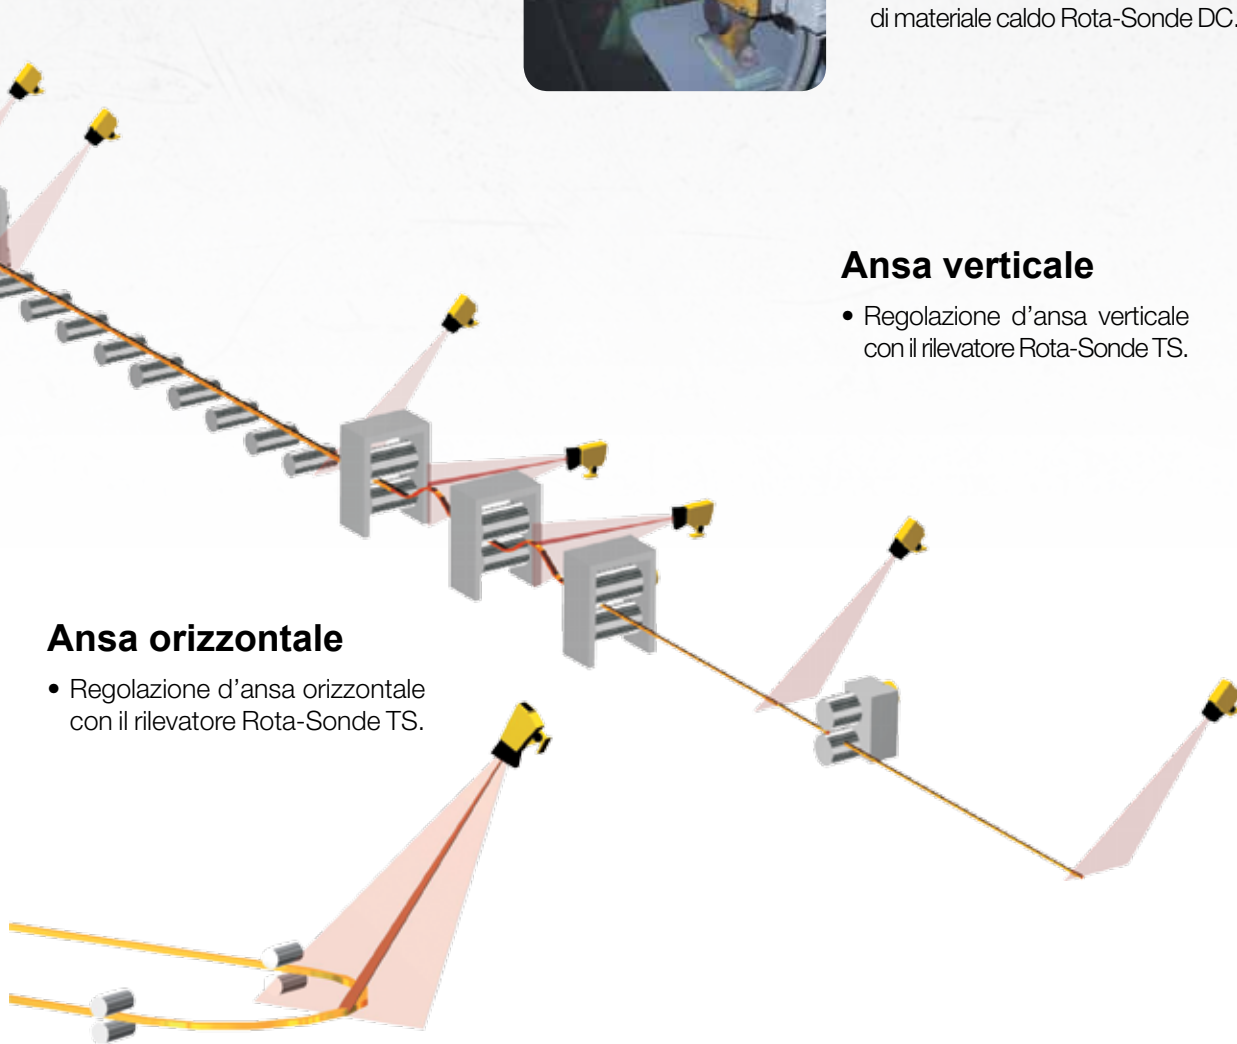 di materiale caldo Rota-Sonde DC.
Ansa verticale
• Regolazione d’ansa verticale
con il rilevatore Rota-Sonde TS.
Ansa orizzontale
• Regolazione d’ansa orizzontale
con il rilevatore Rota-Sonde TS.